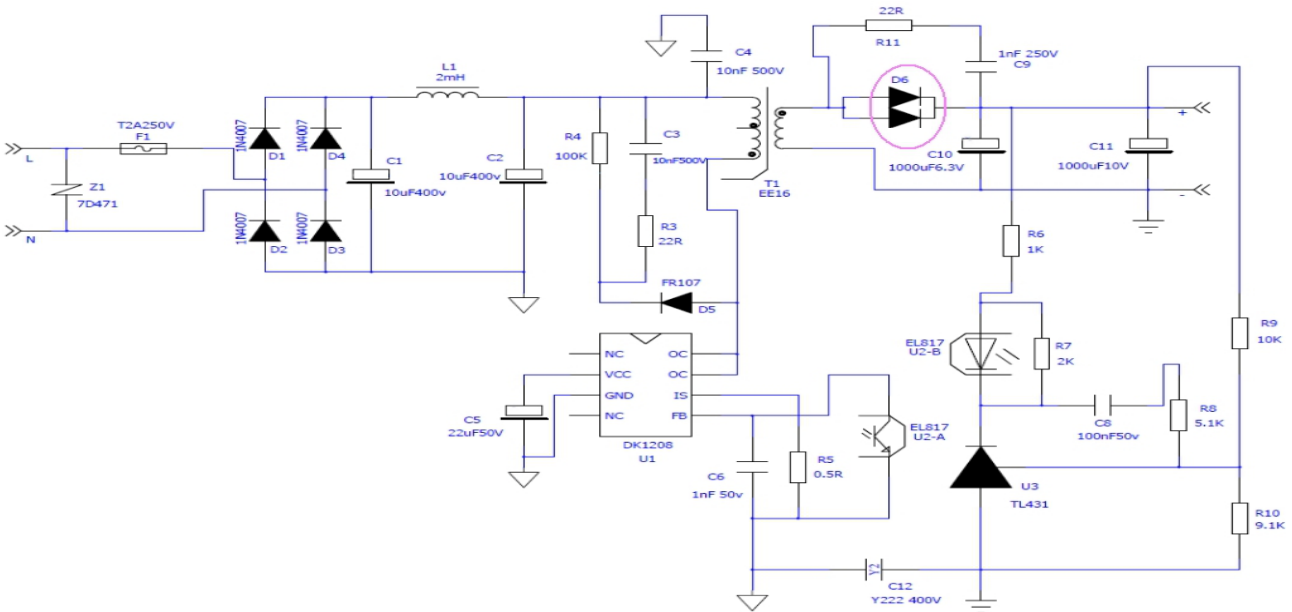 22R
R11
1nF 250V
C9
C4
10nF 500V
D6
L1
2mH
T2A250V
F1
L
1N4007
D1
1N4007
D4
C1
10uF400v
C2
10uF400v
R4
100K
C3
10nF500V
T1
EE16
C10
1000uF6.3V
C11
1000uF10V
+
-
Z1
7D471
N
1N4007
D2
1N4007
D3
R3
22R
R6
1K
FR107
D5
EL817
U2-B
R7
2K
R9
10K
NC OC
VCC OC
GND IS
NC FB
DK1208
U1
C5
22uF50V
EL817
U2-A
C8
100nF50v
R8
5.1K
C6
1nF 50v
R5
0.5R
U3
TL431
R10
9.1K
Y2
C12
Y222 400V